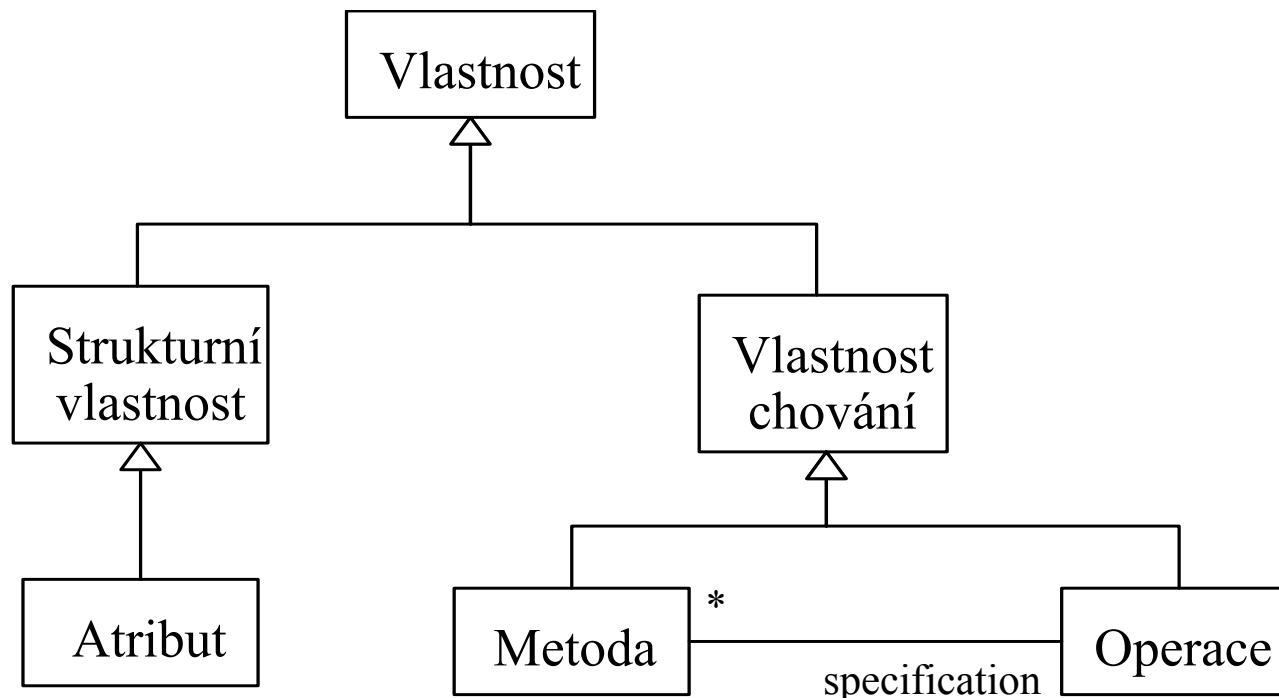 Vlastnost
Strukturní
vlastnost
Vlastnost
chování
Atribut
Metoda
*
specification
Operace